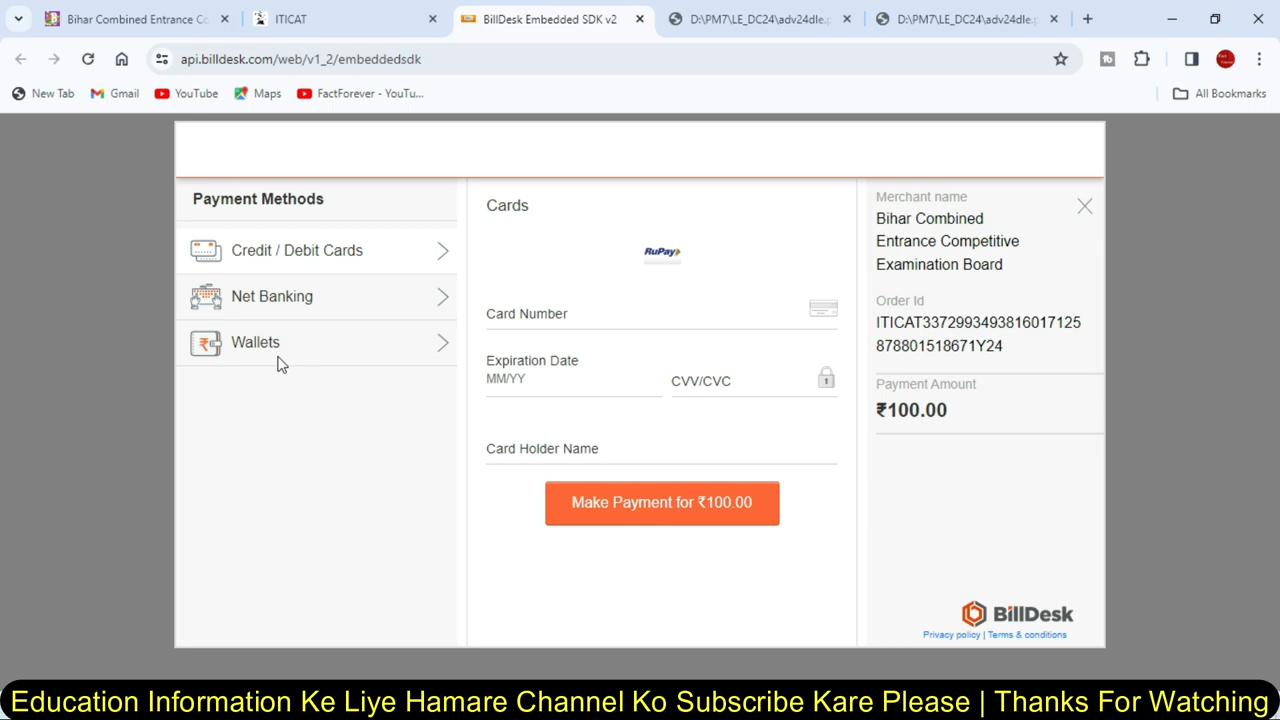 Bihar Combined Entrance Co
ITICAT
BillDesk Embedded SDK v2
D:\PM7\LE_DC24\adv24dle.p
D:\PM7\LE_DC24\adv24dle.p
api.billdesk.com/web/v1_2/embeddedsdk
New Tab
Gmail
YouTube
Maps
FactForever - YouTu...
All Bookmarks
Payment Methods
Credit / Debit Cards
Net Banking
Wallets
Cards
RuPay
Card Number
Expiration Date
MM/YY
CVV/CVC
Card Holder Name
Make Payment for ₹100.00
Merchant name
Bihar Combined
Entrance Competitive
Examination Board
Order Id
ITICAT3372993493816017125
878801518671Y24
Payment Amount
₹100.00
BillDesk
Privacy policy | Terms & conditions
Education Information Ke Liye Hamare Channel Ko Subscribe Kare Please | Thanks For Watching